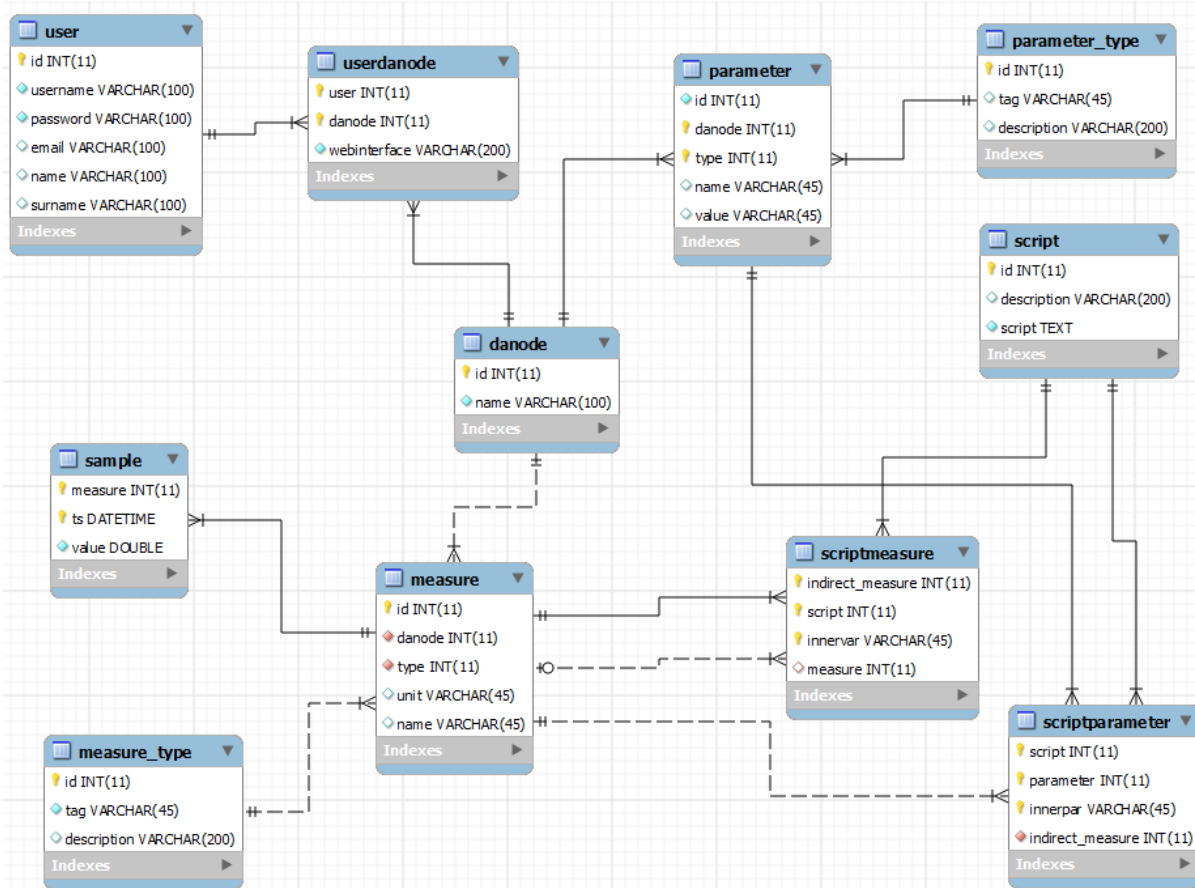 user
id INT(11)
username VARCHAR(100)
password VARCHAR(100)
email VARCHAR(100)
name VARCHAR(100)
surname VARCHAR(100)
Indexes
userdanode
user INT(11)
danode INT(11)
webinterface VARCHAR(200)
Indexes
parameter
id INT(11)
danode INT(11)
type INT(11)
name VARCHAR(45)
value VARCHAR(45)
Indexes
parameter_type
id INT(11)
tag VARCHAR(45)
description VARCHAR(200)
Indexes
script
id INT(11)
description VARCHAR(200)
script TEXT
Indexes
danode
id INT(11)
name VARCHAR(100)
Indexes
sample
measure INT(11)
ts DATETIME
value DOUBLE
Indexes
measure
id INT(11)
danode INT(11)
type INT(11)
unit VARCHAR(45)
name VARCHAR(45)
Indexes
scriptmeasure
indirect_measure INT(11)
script INT(11)
innervar VARCHAR(45)
measure INT(11)
Indexes
measure_type
id INT(11)
tag VARCHAR(45)
description VARCHAR(200)
Indexes
scriptparameter
script INT(11)
parameter INT(11)
innerpar VARCHAR(45)
indirect_measure INT(11)
Indexes